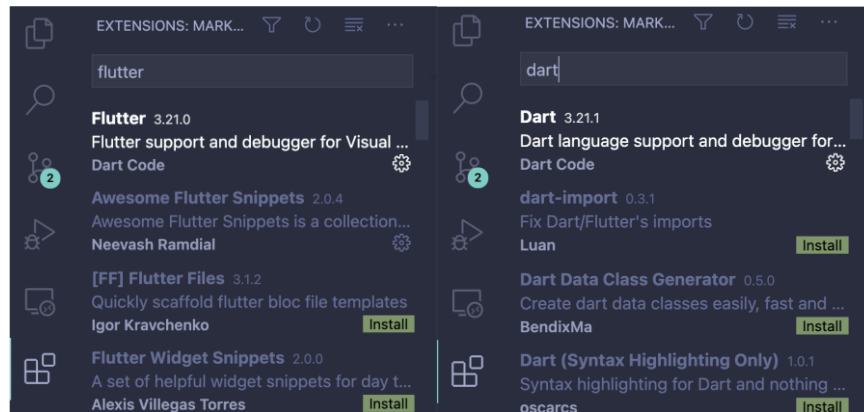 EXTENSIONS: MARK...
flutter
Flutter 3.21.0
Flutter support and debugger for Visual ...
Dart Code
2
Awesome Flutter Snippets 2.0.4
Awesome Flutter Snippets is a collection...
Neevash Ramdial
[FF] Flutter Files 3.1.2
Quickly scaffold flutter bloc file templates
Igor Kravchenko Install
Flutter Widget Snippets 2.0.0
A set of helpful widget snippets for day t...
Alexis Villegas Torres Install
EXTENSIONS: MARK...
dart
Dart 3.21.1
Dart language support and debugger for...
Dart Code
2
dart-import 0.3.1
Fix Dart/Flutter's imports
Luan Install
Dart Data Class Generator 0.5.0
Create dart data classes easily, fast and ...
BendixMa Install
Dart (Syntax Highlighting Only) 1.0.1
Syntax highlighting for Dart and nothing ...
oscarcs Install